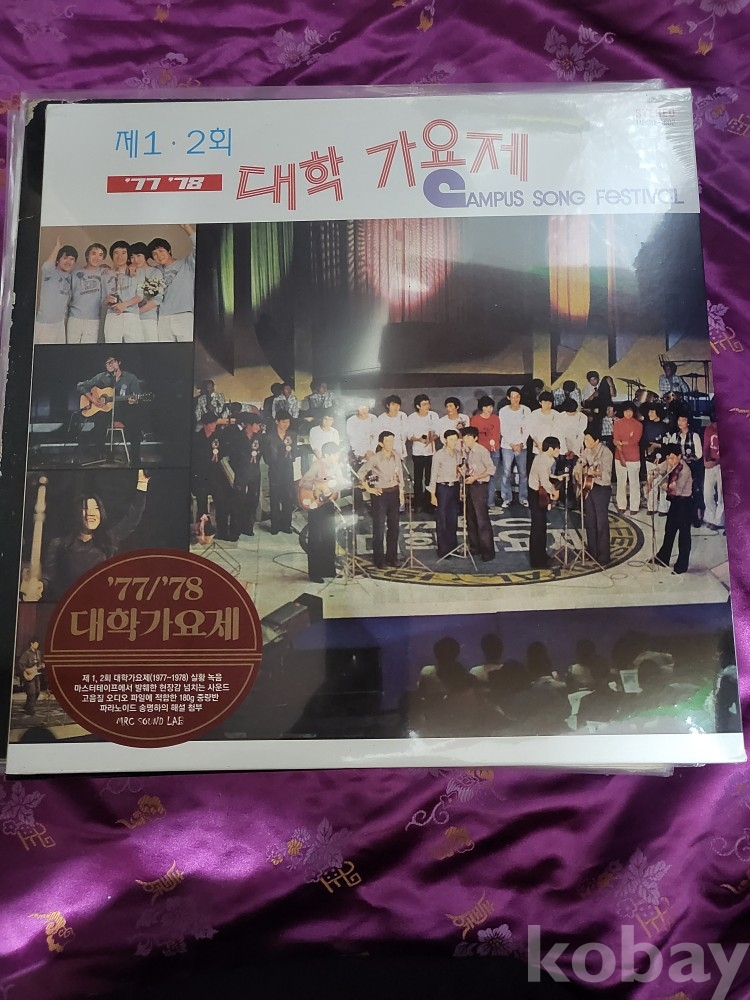 STEREO
제1·2회
'77 '78
대학 가요제
CAMPUS SONG FESTIVAL
'77/'78
대학가요제
제 1, 2회 대학가요제(1977~1978) 실황 녹음
마스터테이프에서 발췌한 현장감 넘치는 사운드
고음질 오디오 파일에 적합한 180g 중량반
파라노이드 송명하의 해설 첨부
MRC SOUND LAB
kobay